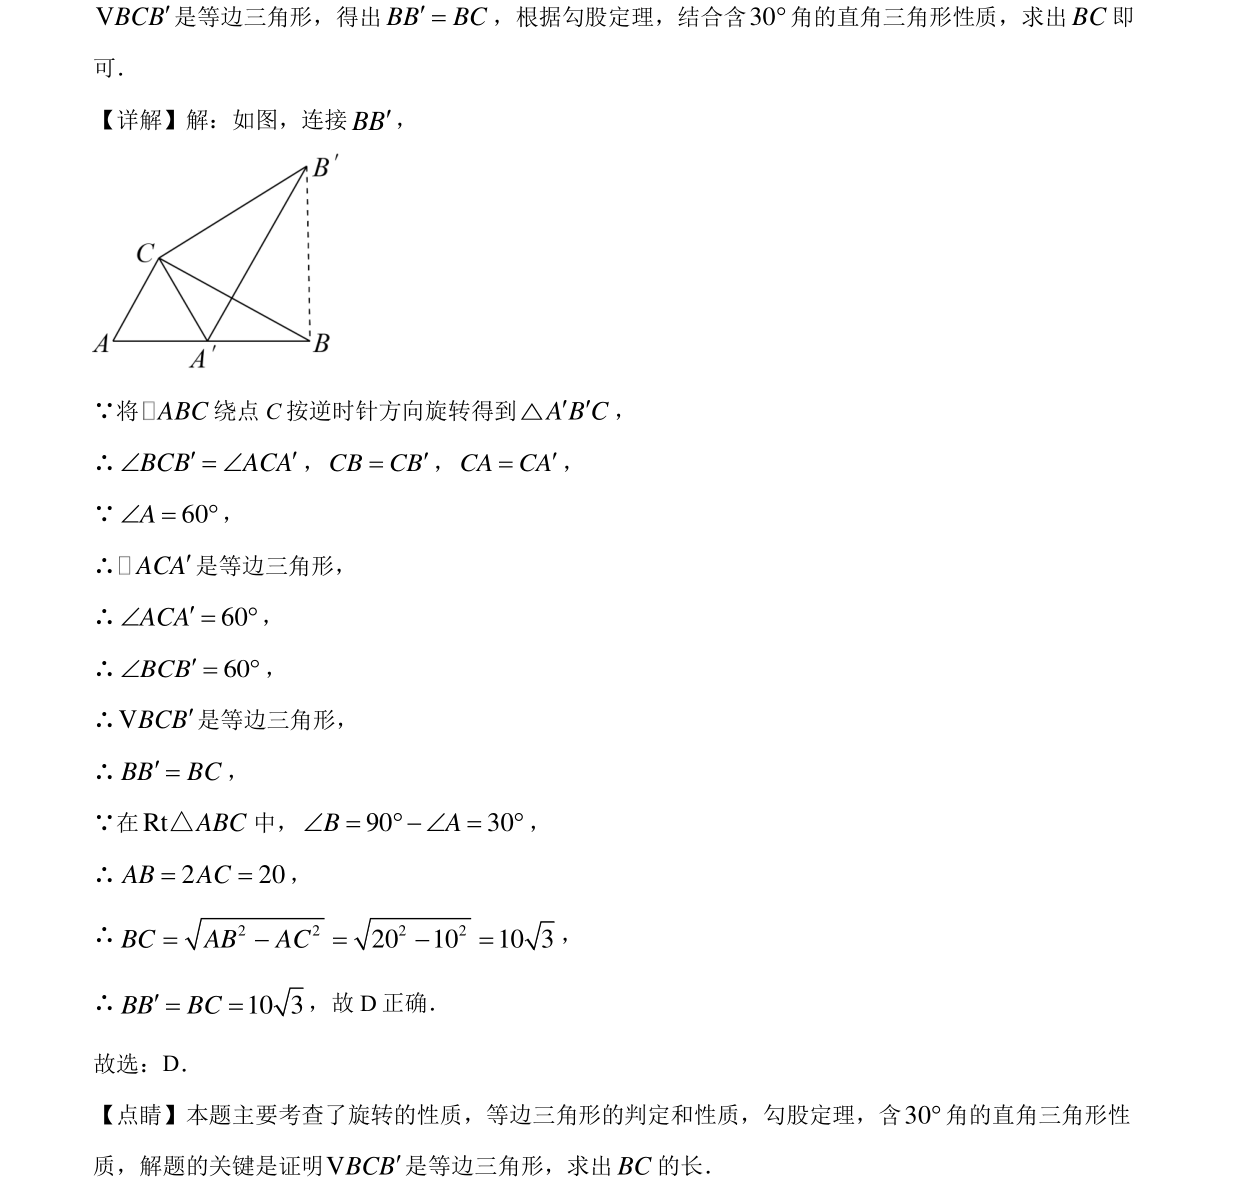 VBCB′是等边三角形，得出BB′ = BC，根据勾股定理，结合含30°角的直角三角形性质，求出BC即
可．
【详解】解：如图，连接BB′，
B′
C
A
A′
B
∵将□ABC绕点C按逆时针方向旋转得到△A′B′C，
∴∠BCB′ = ∠ACA′，CB = CB′，CA = CA′，
∵∠A = 60°，
∴□ACA′是等边三角形，
∴∠ACA′ = 60°，
∴∠BCB′ = 60°，
∴VBCB′是等边三角形，
∴BB′ = BC，
∵在Rt△ABC中，∠B = 90° − ∠A = 30°，
∴AB = 2AC = 20，
∴BC = √(AB² − AC²) = √(20² − 10²) = 10√3，
∴BB′ = BC = 10√3，故D正确．
故选：D．
【点睛】本题主要考查了旋转的性质，等边三角形的判定和性质，勾股定理，含30°角的直角三角形性
质，解题的关键是证明VBCB′是等边三角形，求出BC的长．